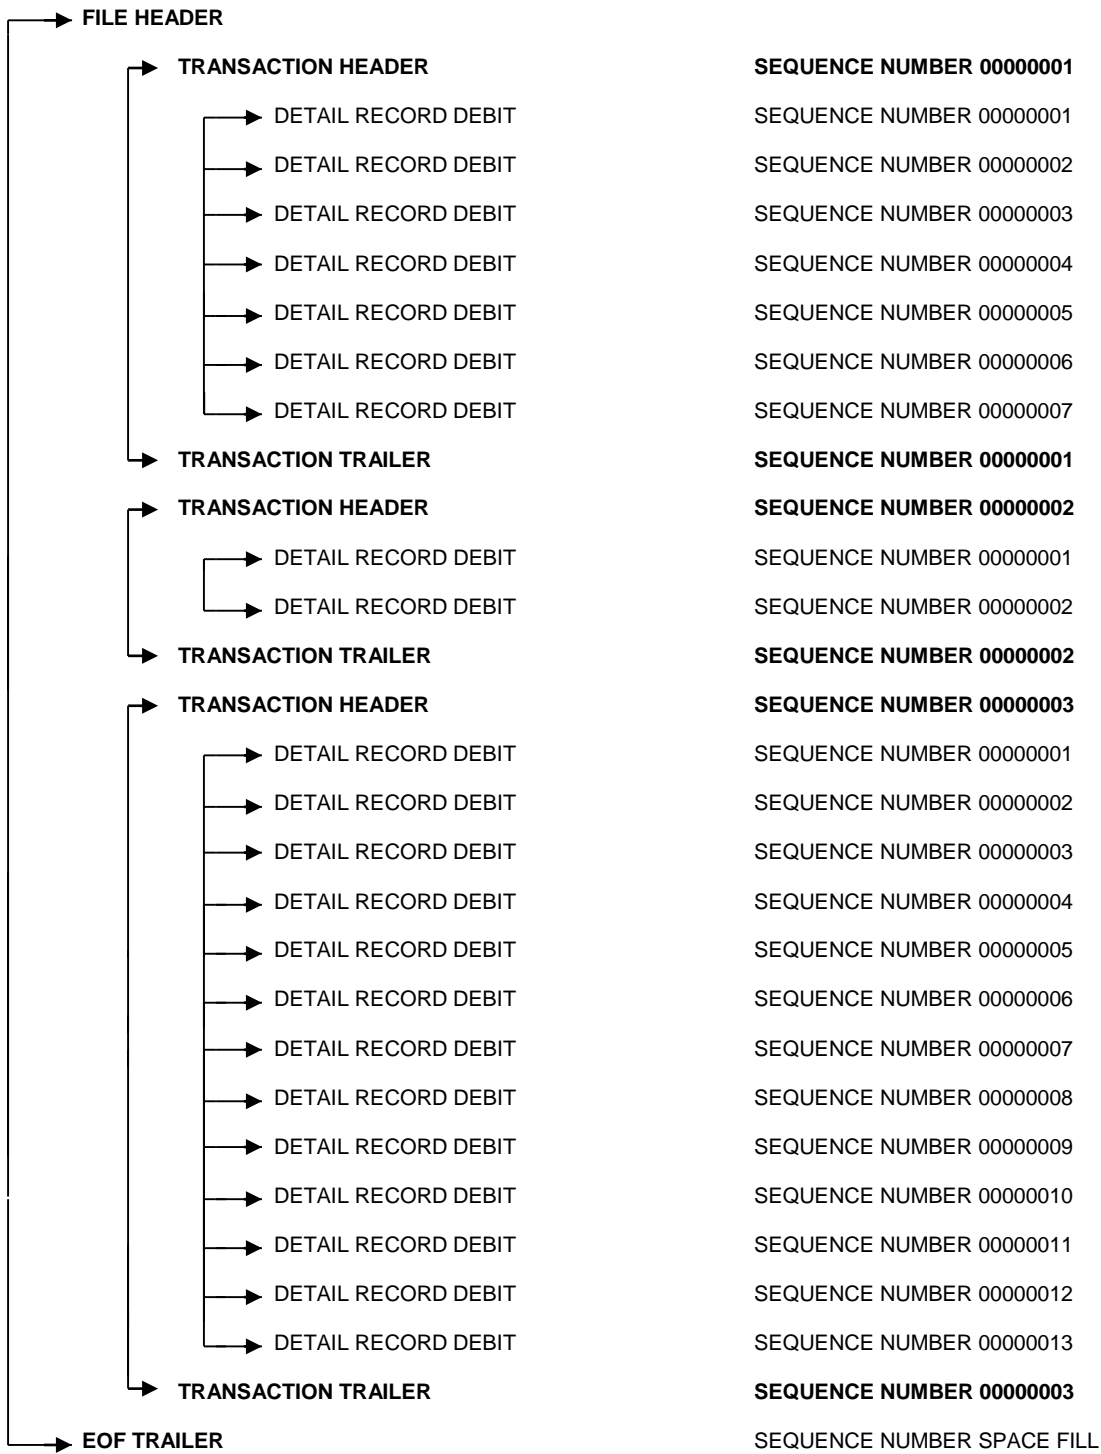 FILE HEADER
TRANSACTION HEADER SEQUENCE NUMBER 00000001
DETAIL RECORD DEBIT SEQUENCE NUMBER 00000001
DETAIL RECORD DEBIT SEQUENCE NUMBER 00000002
DETAIL RECORD DEBIT SEQUENCE NUMBER 00000003
DETAIL RECORD DEBIT SEQUENCE NUMBER 00000004
DETAIL RECORD DEBIT SEQUENCE NUMBER 00000005
DETAIL RECORD DEBIT SEQUENCE NUMBER 00000006
DETAIL RECORD DEBIT SEQUENCE NUMBER 00000007
TRANSACTION TRAILER SEQUENCE NUMBER 00000001
TRANSACTION HEADER SEQUENCE NUMBER 00000002
DETAIL RECORD DEBIT SEQUENCE NUMBER 00000001
DETAIL RECORD DEBIT SEQUENCE NUMBER 00000002
TRANSACTION TRAILER SEQUENCE NUMBER 00000002
TRANSACTION HEADER SEQUENCE NUMBER 00000003
DETAIL RECORD DEBIT SEQUENCE NUMBER 00000001
DETAIL RECORD DEBIT SEQUENCE NUMBER 00000002
DETAIL RECORD DEBIT SEQUENCE NUMBER 00000003
DETAIL RECORD DEBIT SEQUENCE NUMBER 00000004
DETAIL RECORD DEBIT SEQUENCE NUMBER 00000005
DETAIL RECORD DEBIT SEQUENCE NUMBER 00000006
DETAIL RECORD DEBIT SEQUENCE NUMBER 00000007
DETAIL RECORD DEBIT SEQUENCE NUMBER 00000008
DETAIL RECORD DEBIT SEQUENCE NUMBER 00000009
DETAIL RECORD DEBIT SEQUENCE NUMBER 00000010
DETAIL RECORD DEBIT SEQUENCE NUMBER 00000011
DETAIL RECORD DEBIT SEQUENCE NUMBER 00000012
DETAIL RECORD DEBIT SEQUENCE NUMBER 00000013
TRANSACTION TRAILER SEQUENCE NUMBER 00000003
EOF TRAILER SEQUENCE NUMBER SPACE FILL